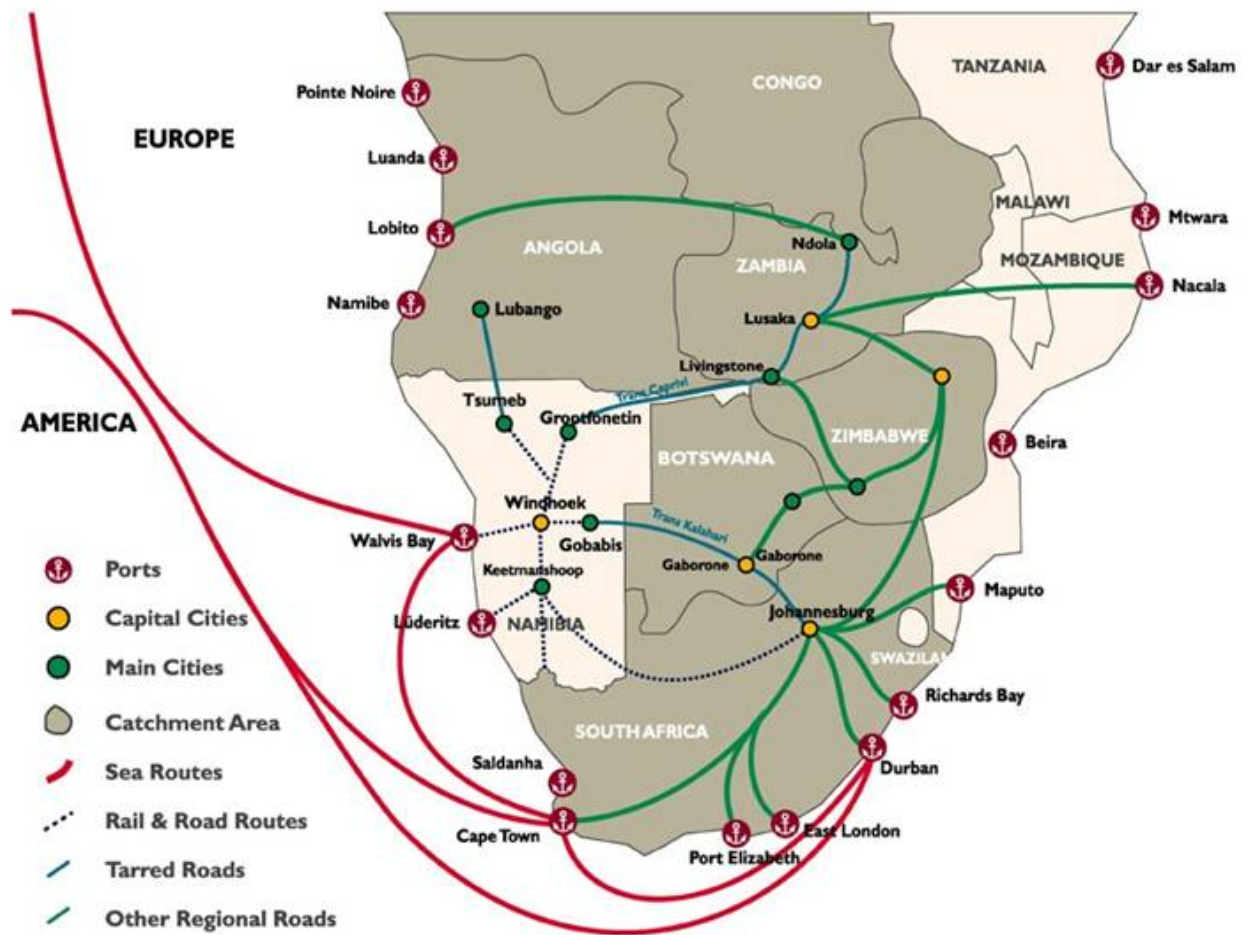 TANZANIA
Dar es Salam
CONGO
Pointe Noire
EUROPE
Luanda
MALAWI
Mtwara
Lobito
Ndola
ANGOLA
ZAMBIA
MOZAMBIQUE
Nacala
Namibe
Lubango
Lusaka
Livingstone
Trans Caprivi
Tsumeb
Grootfonetin
AMERICA
ZIMBABWE
Beira
BOTSWANA
Windhoek
Trans Kalahari
Walvis Bay
Gobabis
Gaborone
Gaborone
Keetmanshoop
Maputo
Johannesburg
Lüderitz
NAMIBIA
SWAZILAN
Richards Bay
SOUTH AFRICA
Saldanha
Durban
Cape Town
East London
Port Elizabeth
Ports
Capital Cities
Main Cities
Catchment Area
Sea Routes
Rail & Road Routes
Tarred Roads
Other Regional Roads